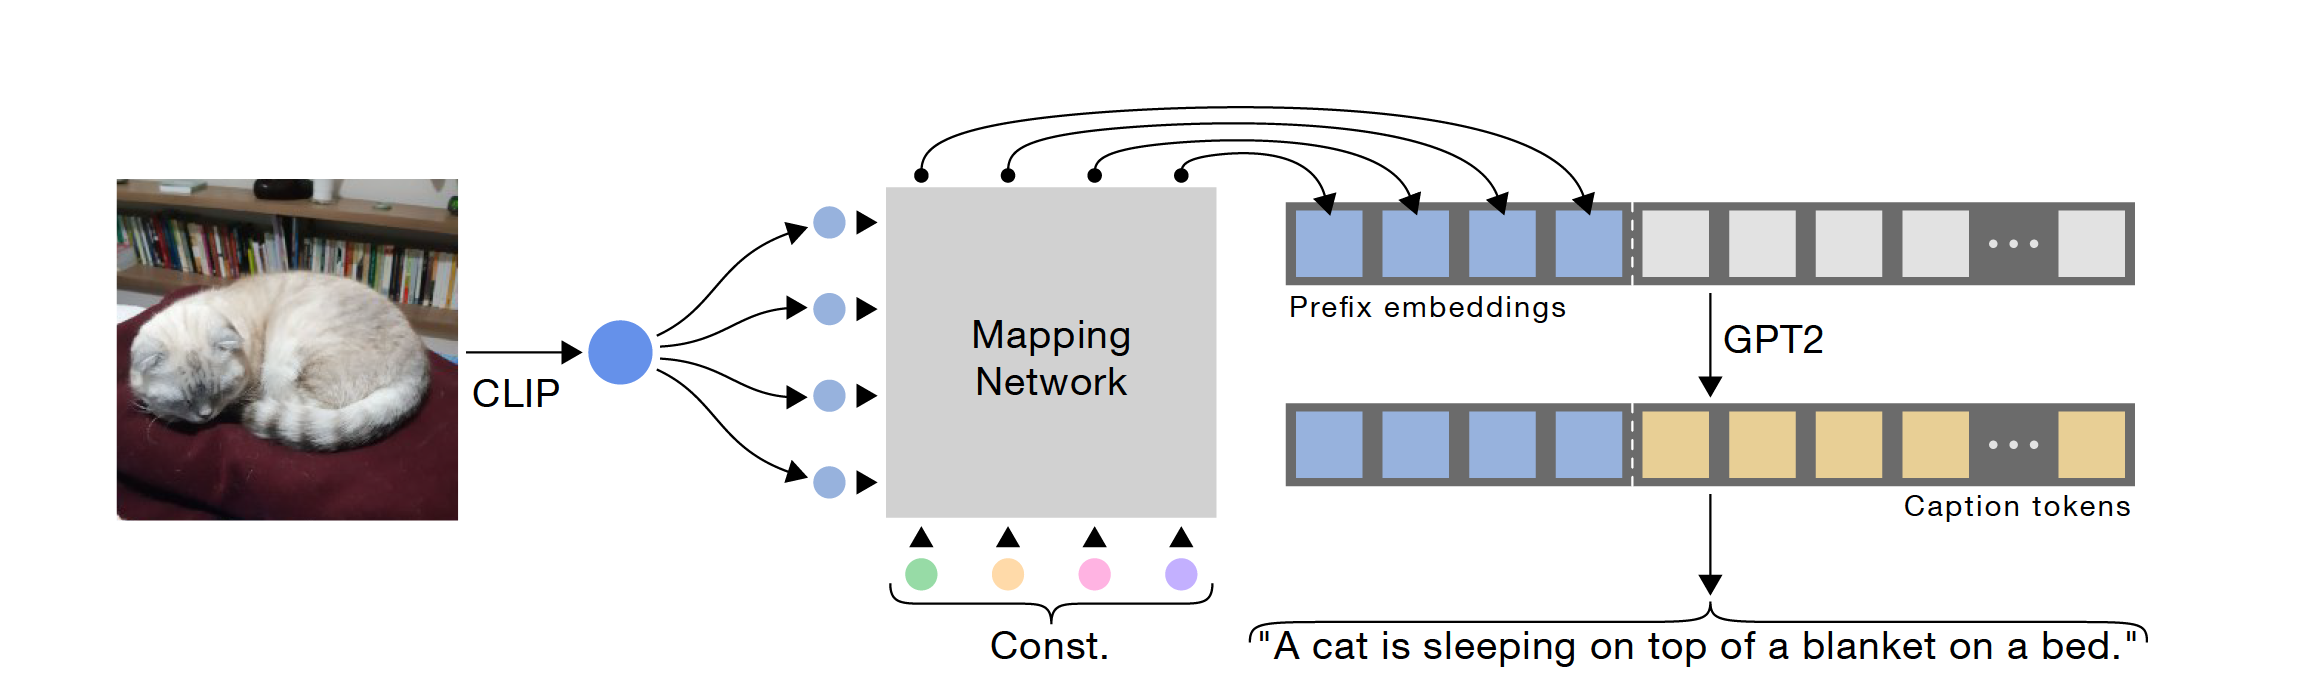 CLIP
Mapping
Network
Const.
Prefix embeddings
GPT2
Caption tokens
"A cat is sleeping on top of a blanket on a bed."